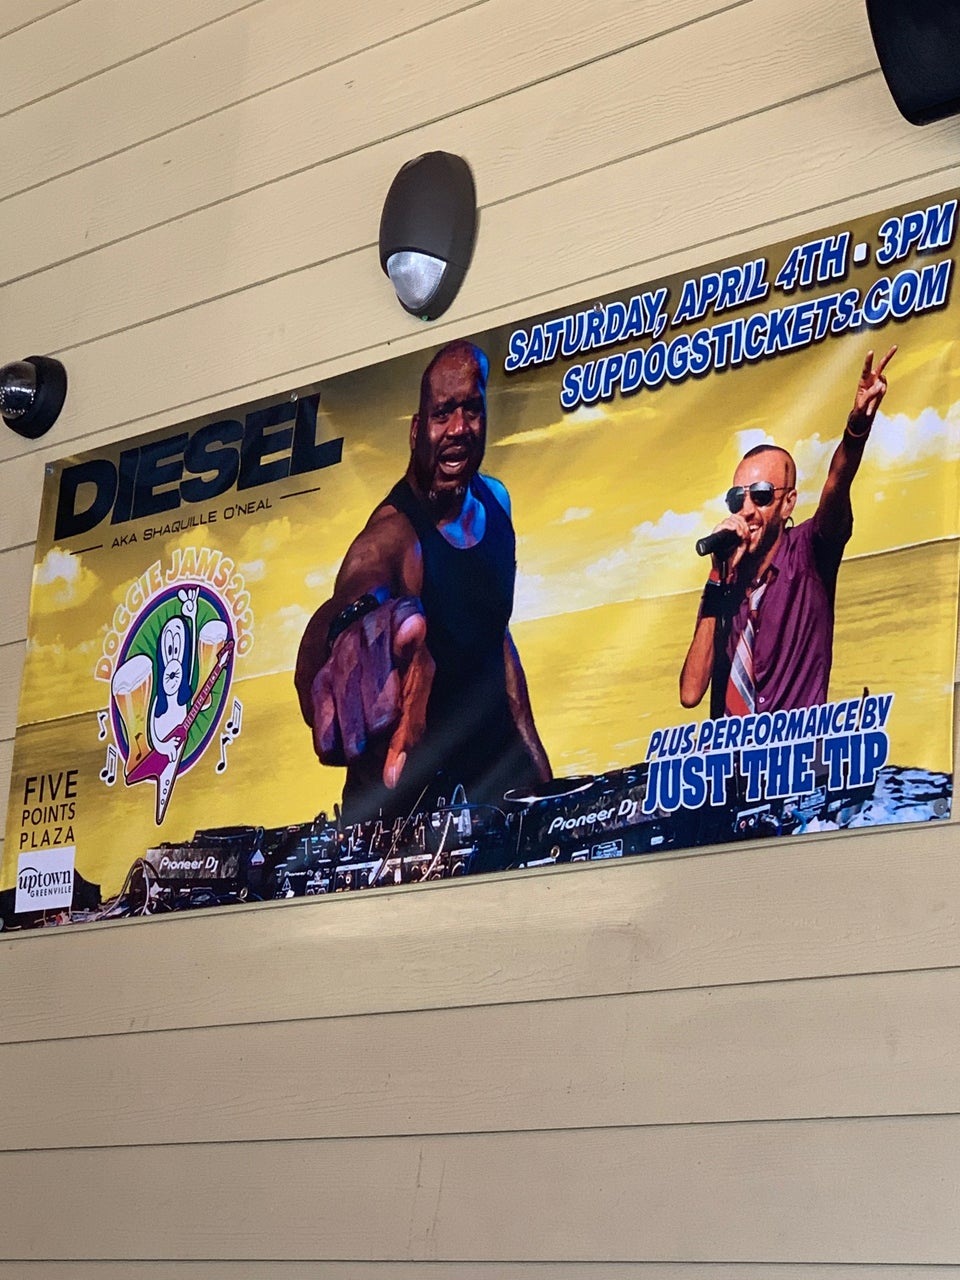 SATURDAY, APRIL 4TH • 3PM
SUPDOGSTICKETS.COM
DIESEL
AKA SHAQUILLE O'NEAL
DOGGIE JAMS 2020
PLUS PERFORMANCE BY
JUST THE TIP
FIVE
POINTS
PLAZA
uptown
GREENVILLE
Pioneer DJ
Pioneer DJ